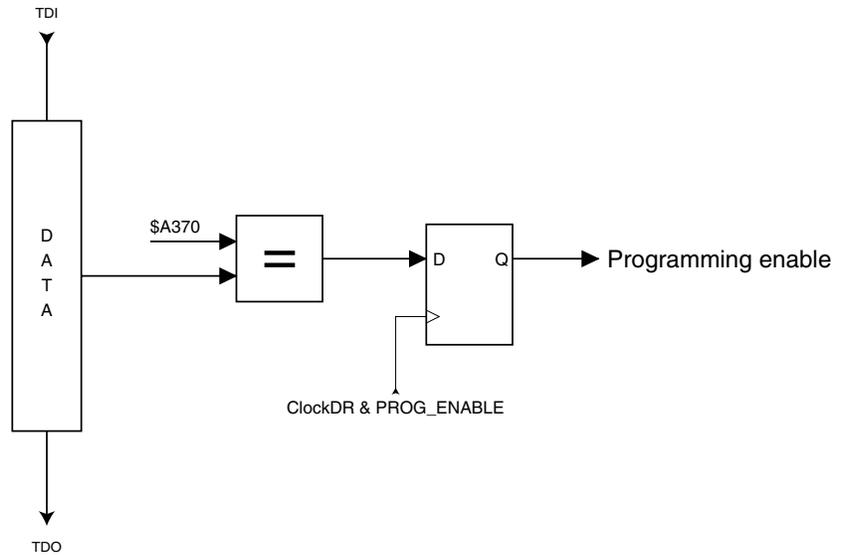 TDI
D
A
T
A
$A370
=
D
Q
Programming enable
ClockDR & PROG_ENABLE
TDO